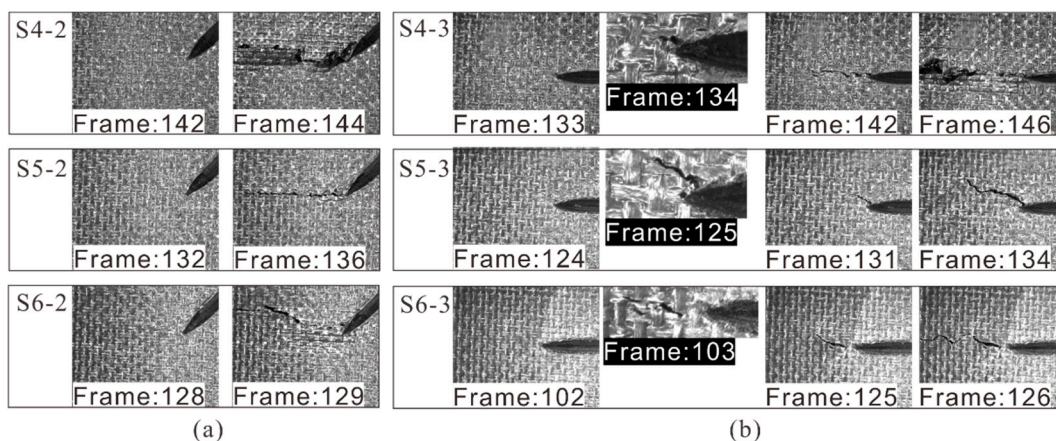 S4-2
Frame:142
Frame:144
S4-3
Frame:133
Frame:134
Frame:142
Frame:146
S5-2
Frame:132
Frame:136
S5-3
Frame:124
Frame:125
Frame:131
Frame:134
S6-2
Frame:128
Frame:129
S6-3
Frame:102
Frame:103
Frame:125
Frame:126
(a)
(b)